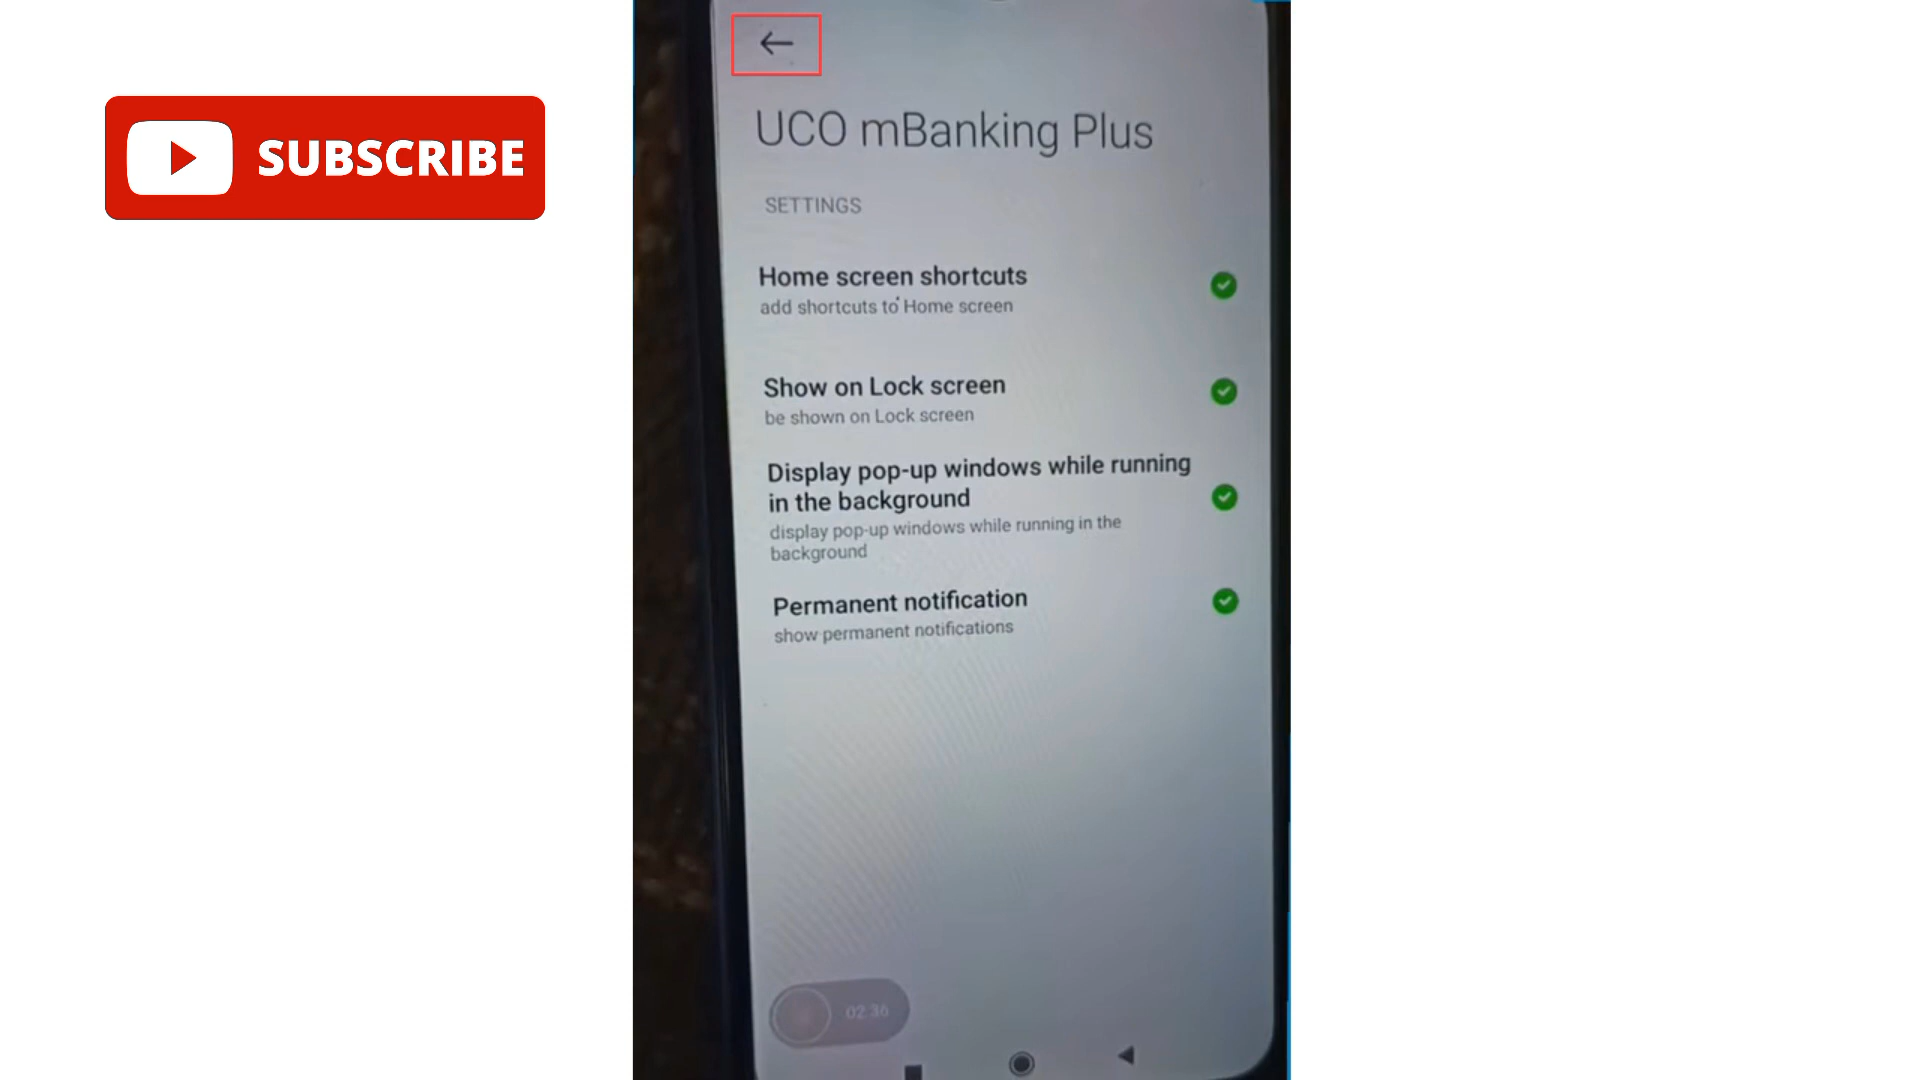 SUBSCRIBE
UCO mBanking Plus
SETTINGS
Home screen shortcuts
add shortcuts to Home screen
Show on Lock screen
be shown on Lock screen
Display pop-up windows while running
in the background
display pop-up windows while running in the
background
Permanent notification
show permanent notifications
02:36